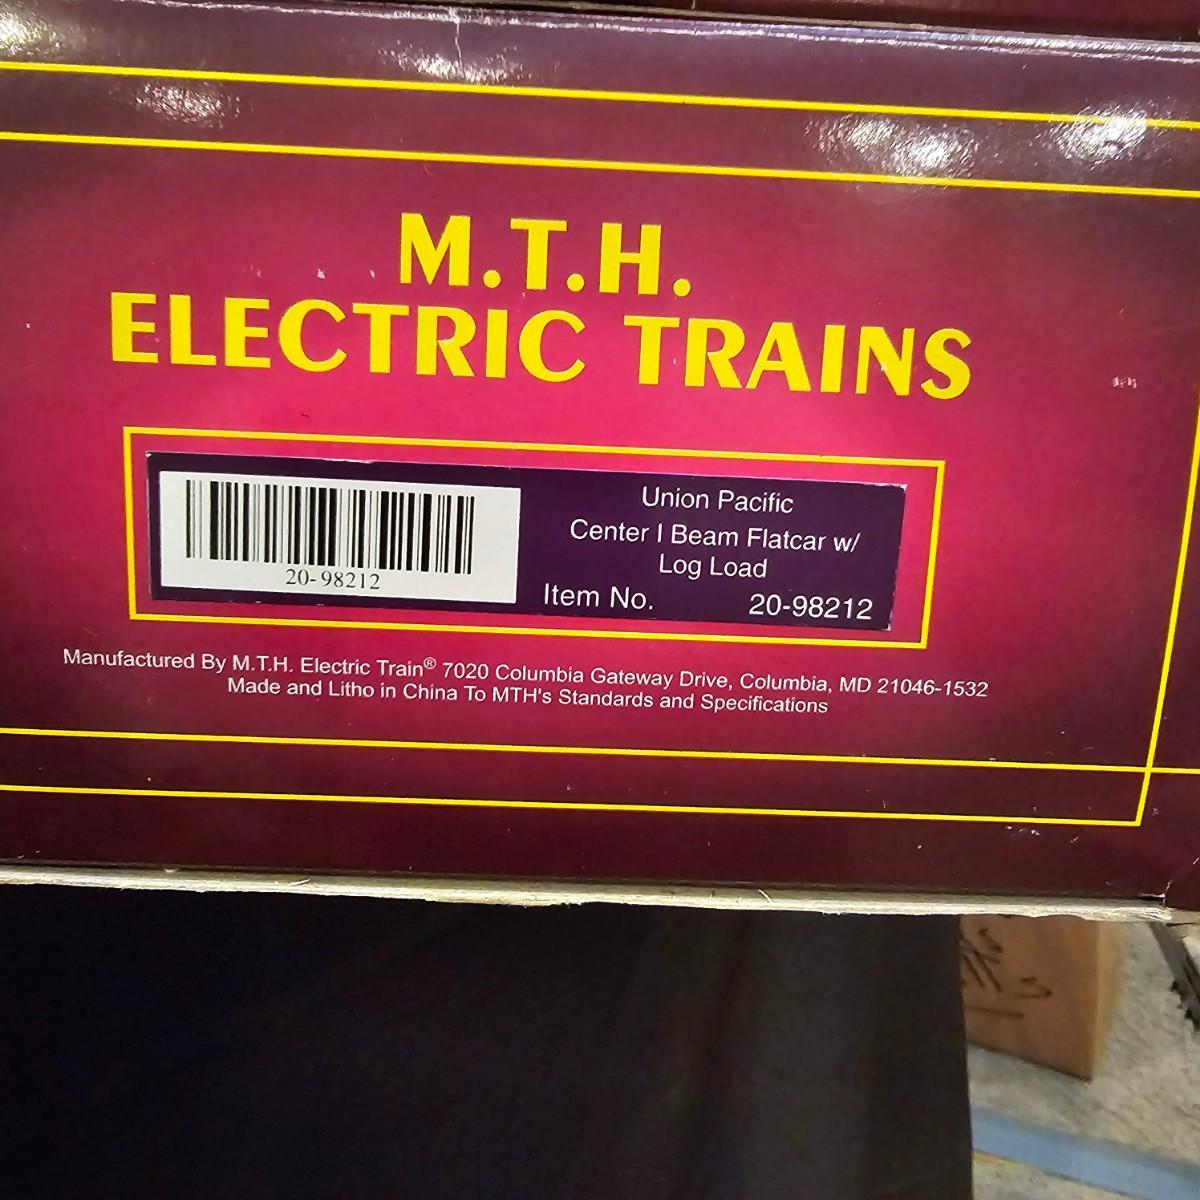 M.T.H.
ELECTRIC TRAINS
20-98212
Union Pacific
Center I Beam Flatcar w/
Log Load
Item No. 20-98212
Manufactured By M.T.H. Electric Train® 7020 Columbia Gateway Drive, Columbia, MD 21046-1532
Made and Litho in China To MTH's Standards and Specifications